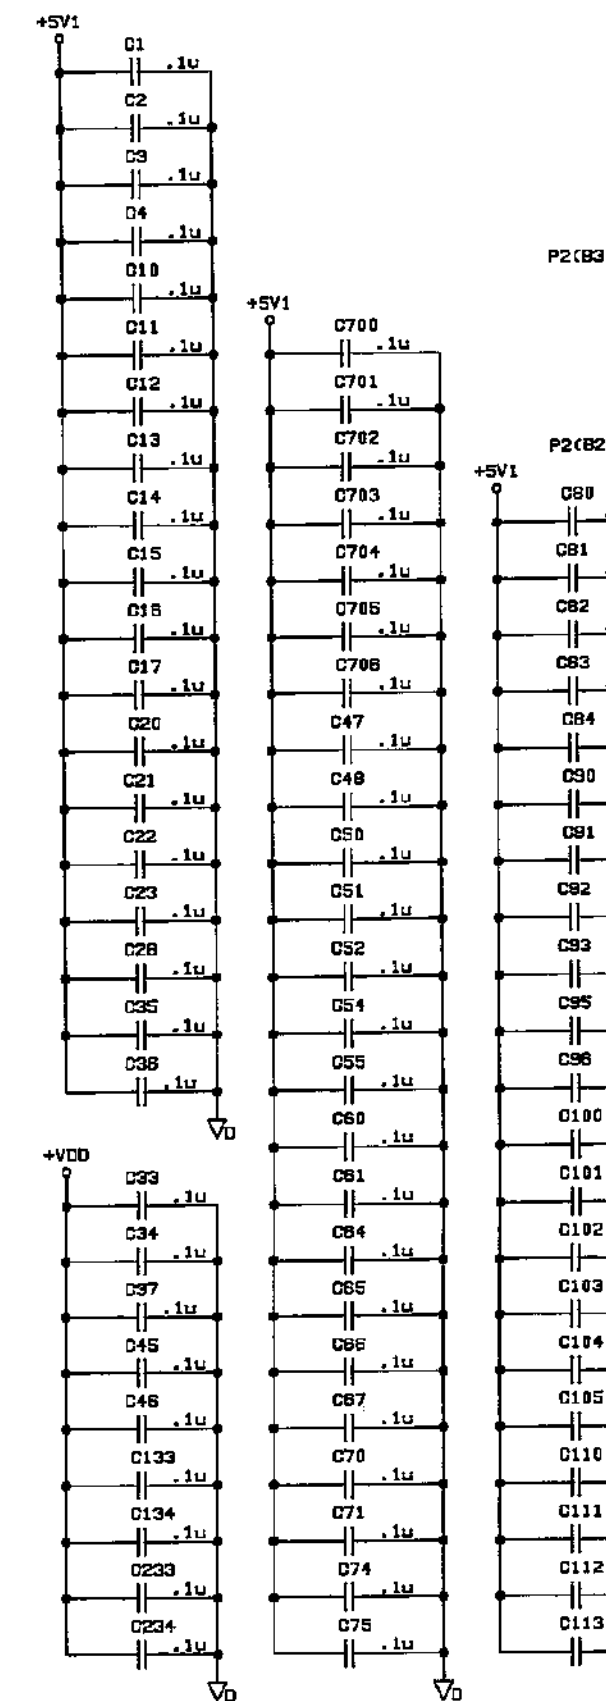 +5V1
C1
.1u
C2
.1u
C3
.1u
C4
.1u
C10
.1u
C11
.1u
C12
.1u
C13
.1u
C14
.1u
C15
.1u
C16
.1u
C17
.1u
C20
.1u
C21
.1u
C22
.1u
C23
.1u
C28
.1u
C35
.1u
C36
.1u
D
+VDD
C33
.1u
C34
.1u
C37
.1u
C45
.1u
C46
.1u
C133
.1u
C134
.1u
C233
.1u
C234
.1u
D
+5V1
C700
.1u
C701
.1u
C702
.1u
C703
.1u
C704
.1u
C705
.1u
C706
.1u
C47
.1u
C48
.1u
C50
.1u
C51
.1u
C52
.1u
C54
.1u
C55
.1u
C60
.1u
C61
.1u
C64
.1u
C65
.1u
C66
.1u
C67
.1u
C70
.1u
C71
.1u
C74
.1u
C75
.1u
D
P2(B3
P2(B2
+5V1
C80
C81
C82
C83
C84
C90
C91
C92
C93
C95
C96
C100
C101
C102
C103
C104
C105
C110
C111
C112
C113